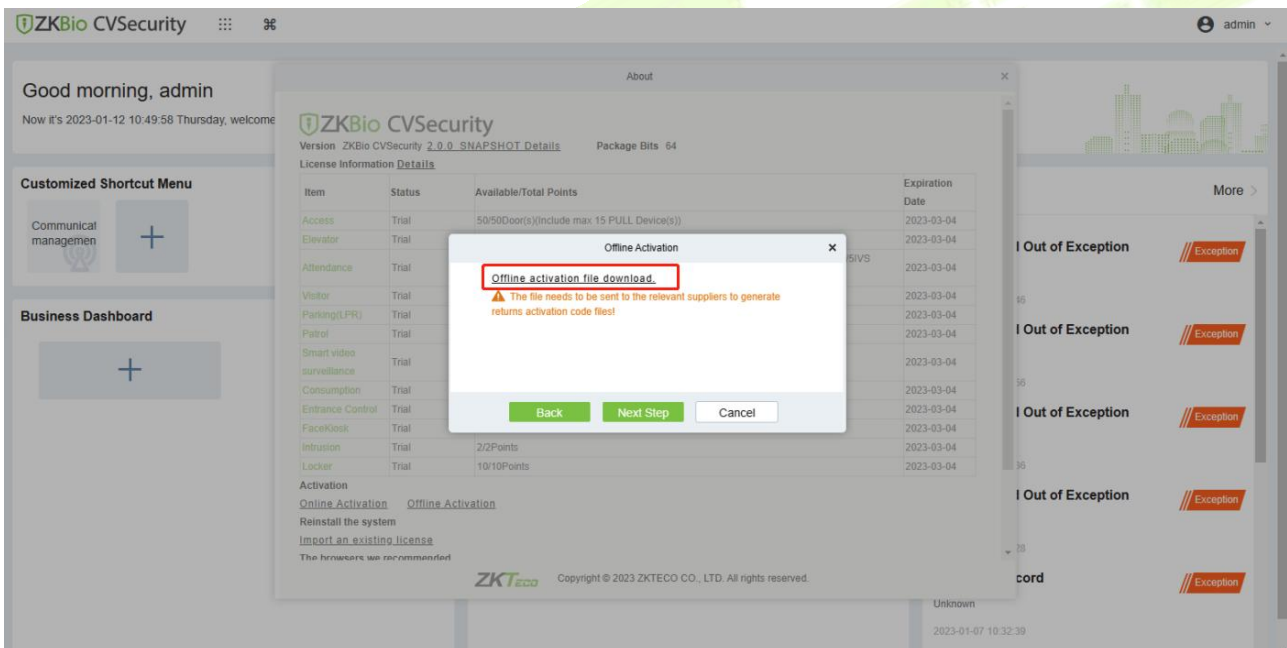 ZKBio CVSecurity
admin
Good morning, admin
Now it's 2023-01-12 10:49:58 Thursday, welcome
Customized Shortcut Menu
Communicat
managemen
Business Dashboard
About
ZKBio CVSecurity
Version ZKBio CVSecurity 2.0.0_SNAPSHOT Details Package Bits 64
License Information Details
Item Status Available/Total Points Expiration
Date
Access Trial 50/50Door(s)(Include max 15 PULL Device(s)) 2023-03-04
Elevator Trial 2023-03-04
Attendance Trial /5IVS 2023-03-04
Visitor Trial 2023-03-04
Parking(LPR) Trial 2023-03-04
Patrol Trial 2023-03-04
Smart video
surveillance Trial 2023-03-04
Consumption Trial 2023-03-04
Entrance Control Trial 2023-03-04
FaceKiosk Trial 2023-03-04
Intrusion Trial 2/2Points 2023-03-04
Locker Trial 10/10Points 2023-03-04
Activation
Online Activation Offline Activation
Reinstall the system
Import an existing license
The browsers we recommended
ZKTeco Copyright © 2023 ZKTECO CO., LTD. All rights reserved.
Offline Activation
Offline activation file download.
The file needs to be sent to the relevant suppliers to generate
returns activation code files!
Back Next Step Cancel
More
l Out of Exception Exception
46
l Out of Exception Exception
56
l Out of Exception Exception
36
l Out of Exception Exception
28
cord Exception
Unknown
2023-01-07 10:32:39